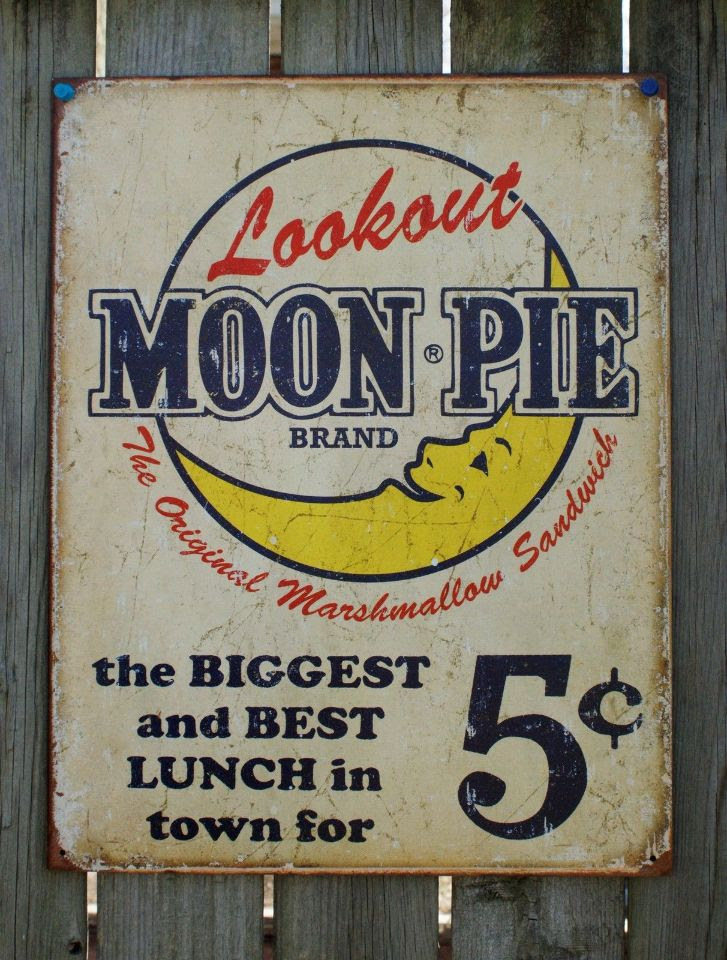 Lookout
MOON ® PIE
BRAND
The Original Marshmallow Sandwich
the BIGGEST
and BEST
LUNCH in
town for
5¢